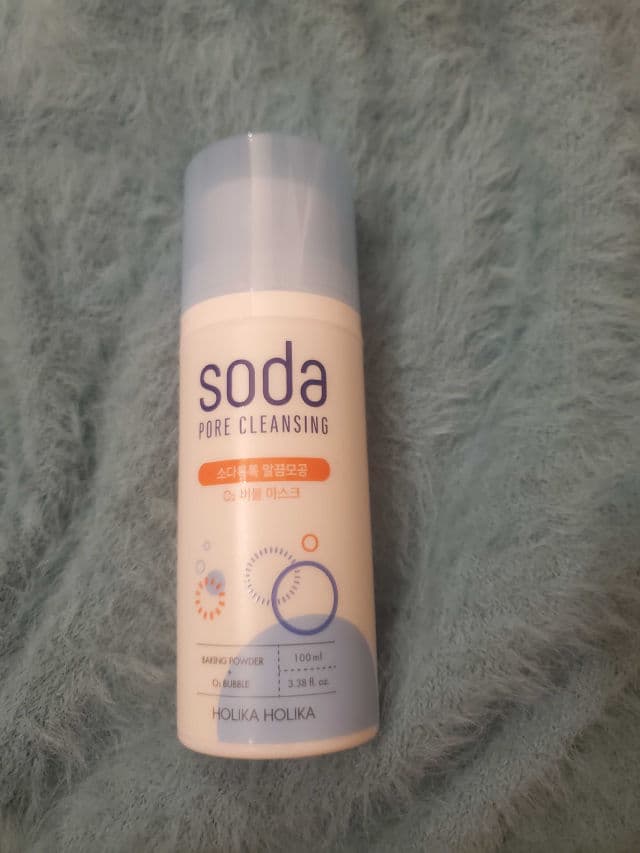 soda
PORE CLEANSING
소다톡톡 말끔모공
O₂ 버블 마스크
BAKING POWDER
+
O₂ BUBBLE
100ml
3.38 fl. oz.
HOLIKA HOLIKA